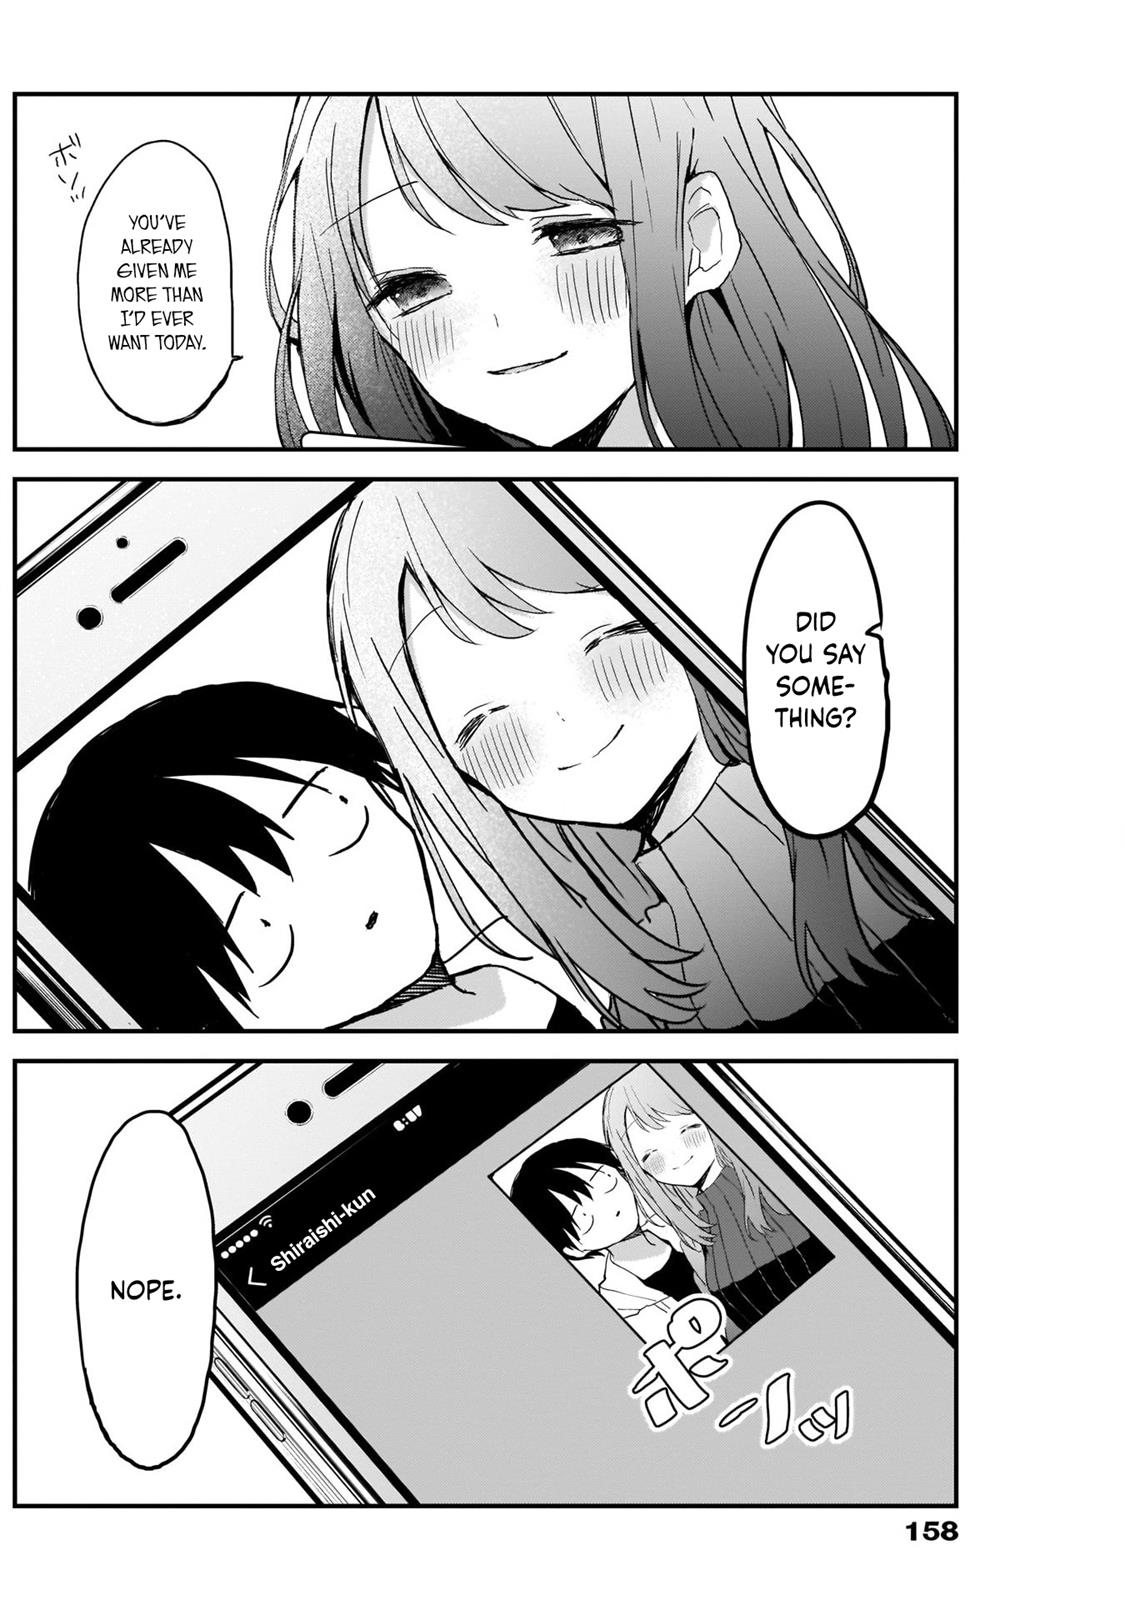 ボソッ
YOU'VE
ALREADY
GIVEN ME
MORE THAN
I'D EVER
WANT TODAY.
DID
YOU SAY
SOME-
THING?
Shiraishi-kun
NOPE.
ポーンッ
158